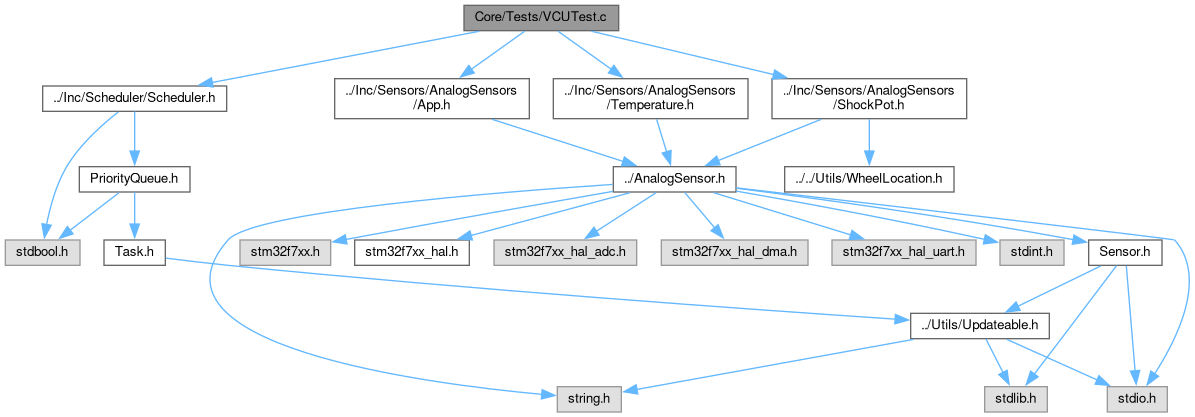 Core/Tests/VCUTest.c
../Inc/Scheduler/Scheduler.h
../Inc/Sensors/AnalogSensors
/App.h
../Inc/Sensors/AnalogSensors
/Temperature.h
../Inc/Sensors/AnalogSensors
/ShockPot.h
PriorityQueue.h
../AnalogSensor.h
../../Utils/WheelLocation.h
stdbool.h
Task.h
stm32f7xx.h
stm32f7xx_hal.h
stm32f7xx_hal_adc.h
stm32f7xx_hal_dma.h
stm32f7xx_hal_uart.h
stdint.h
Sensor.h
../Utils/Updateable.h
string.h
stdlib.h
stdio.h